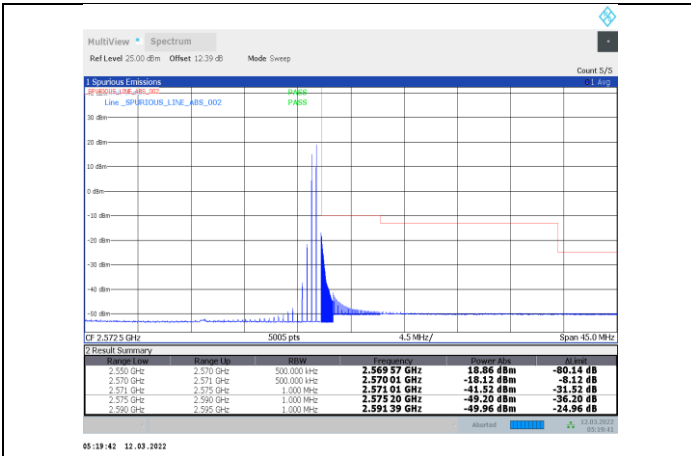 MultiView Spectrum
Ref Level 25.00 dBm Offset 12.39 dB Mode Sweep
Count 5/5
1 Spurious Emissions 1 Avg
SPURIOUS_LINE_ABS_002 PASS
Line _SPURIOUS_LINE_ABS_002 PASS
30 dBm
20 dBm
10 dBm
0 dBm
-10 dBm
-20 dBm
-30 dBm
-40 dBm
-50 dBm
CF 2.5725 GHz 5005 pts 4.5 MHz/ Span 45.0 MHz
2 Result Summary
Range Low Range Up RBW Frequency Power Abs ΔLimit
2.550 GHz 2.570 GHz 500.000 kHz 2.569 57 GHz 18.86 dBm -80.14 dB
2.570 GHz 2.571 GHz 500.000 kHz 2.570 01 GHz -18.12 dBm -8.12 dB
2.571 GHz 2.575 GHz 1.000 MHz 2.571 01 GHz -41.52 dBm -31.52 dB
2.575 GHz 2.590 GHz 1.000 MHz 2.575 20 GHz -49.20 dBm -36.20 dB
2.590 GHz 2.595 GHz 1.000 MHz 2.591 39 GHz -49.96 dBm -24.96 dB
Aborted 12.03.2022
05:19:41
05:19:42 12.03.2022